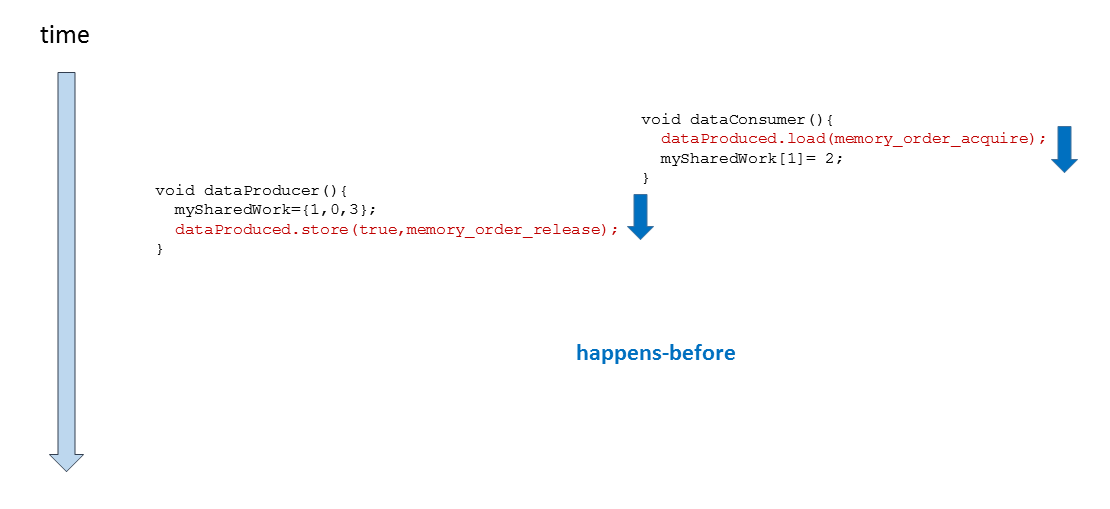 time
void dataConsumer(){
dataProduced.load(memory_order_acquire);
mySharedWork[1]= 2;
}
void dataProducer(){
mySharedWork={1,0,3};
dataProduced.store(true,memory_order_release);
}
happens-before